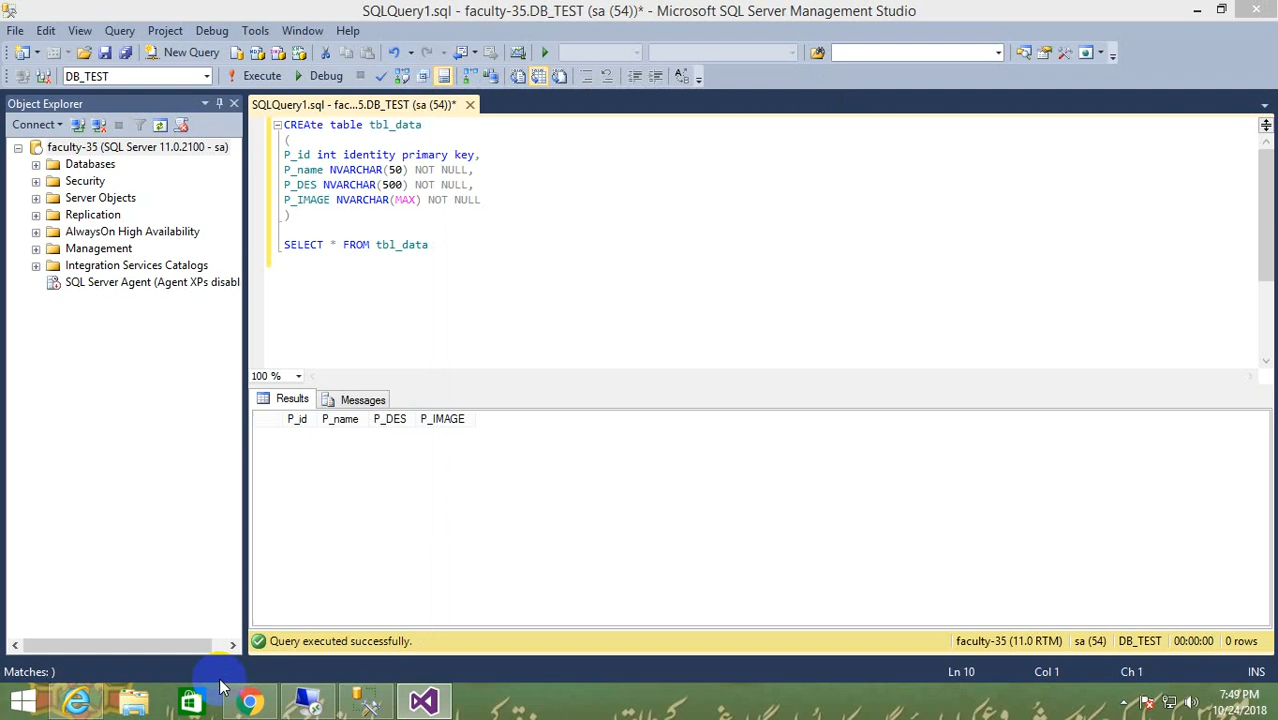 SQLQuery1.sql - faculty-35.DB_TEST (sa (54))* - Microsoft SQL Server Management Studio
File Edit View Query Project Debug Tools Window Help
New Query
DB_TEST Execute Debug
Object Explorer
SQLQuery1.sql - fac...5.DB_TEST (sa (54))*
Connect
faculty-35 (SQL Server 11.0.2100 - sa)
Databases
Security
Server Objects
Replication
AlwaysOn High Availability
Management
Integration Services Catalogs
SQL Server Agent (Agent XPs disabl
CREAte table tbl_data
(
P_id int identity primary key,
P_name NVARCHAR(50) NOT NULL,
P_DES NVARCHAR(500) NOT NULL,
P_IMAGE NVARCHAR(MAX) NOT NULL
)
SELECT * FROM tbl_data
100 %
Results Messages
P_id P_name P_DES P_IMAGE
Query executed successfully. faculty-35 (11.0 RTM) sa (54) DB_TEST 00:00:00 0 rows
Matches: ) Ln 10 Col 1 Ch 1 INS
7:49 PM
10/24/2018